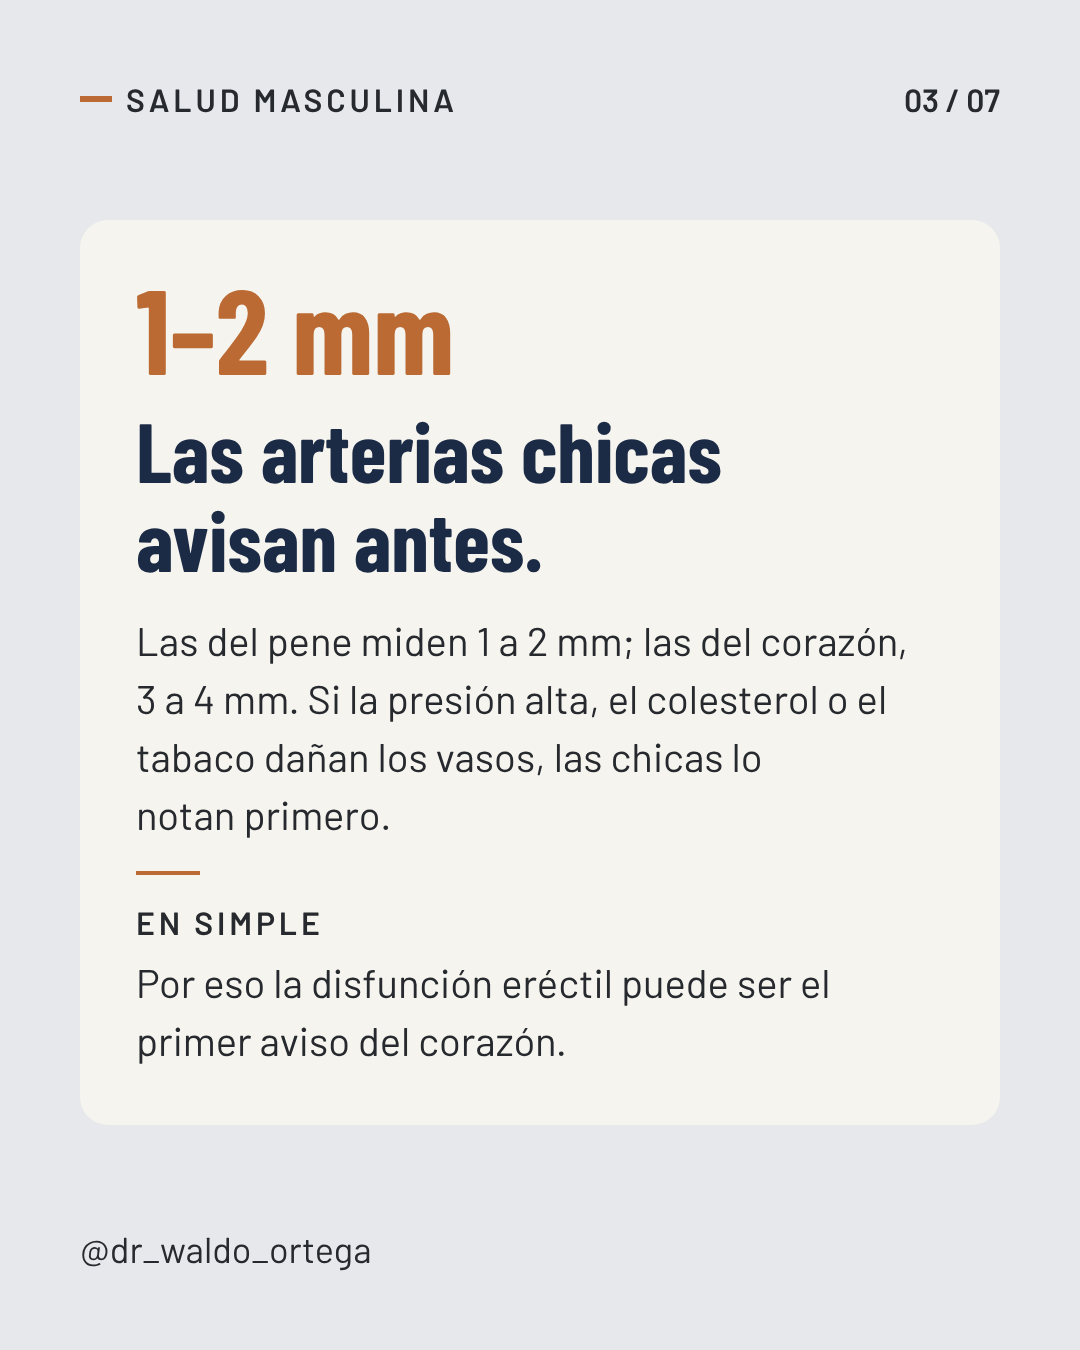 SALUD MASCULINA
03 / 07
1–2 mm
Las arterias chicas
avisan antes.
Las del pene miden 1 a 2 mm; las del corazón,
3 a 4 mm. Si la presión alta, el colesterol o el
tabaco dañan los vasos, las chicas lo
notan primero.
EN SIMPLE
Por eso la disfunción eréctil puede ser el
primer aviso del corazón.
@dr_waldo_ortega